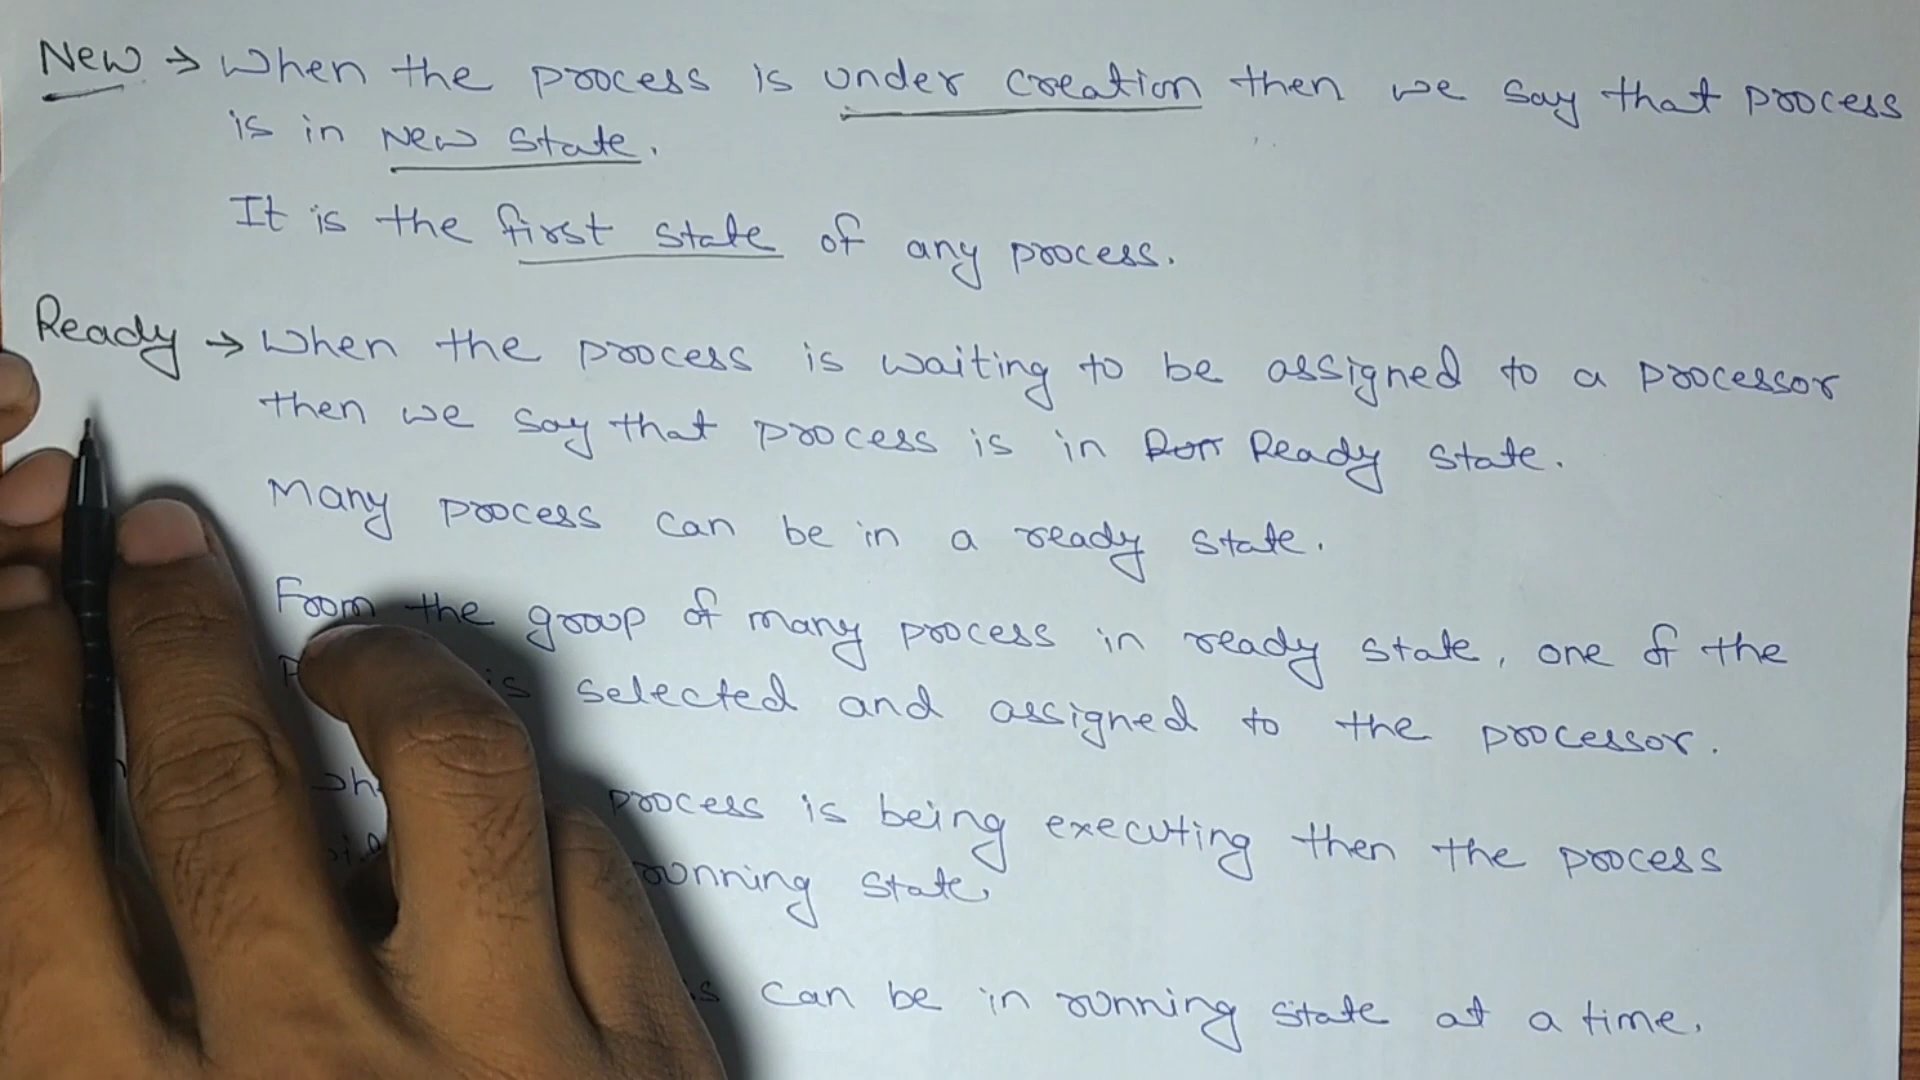 New → When the process is under creation then we say that process
is in New state.
It is the first state of any process.
Ready → When the process is waiting to be assigned to a processor
then we say that process is in Ready state.
Many process can be in a ready state.
From the group of many process in ready state, one of the
is selected and assigned to the processor.
process is being executing then the process
running state.
can be in running state at a time.